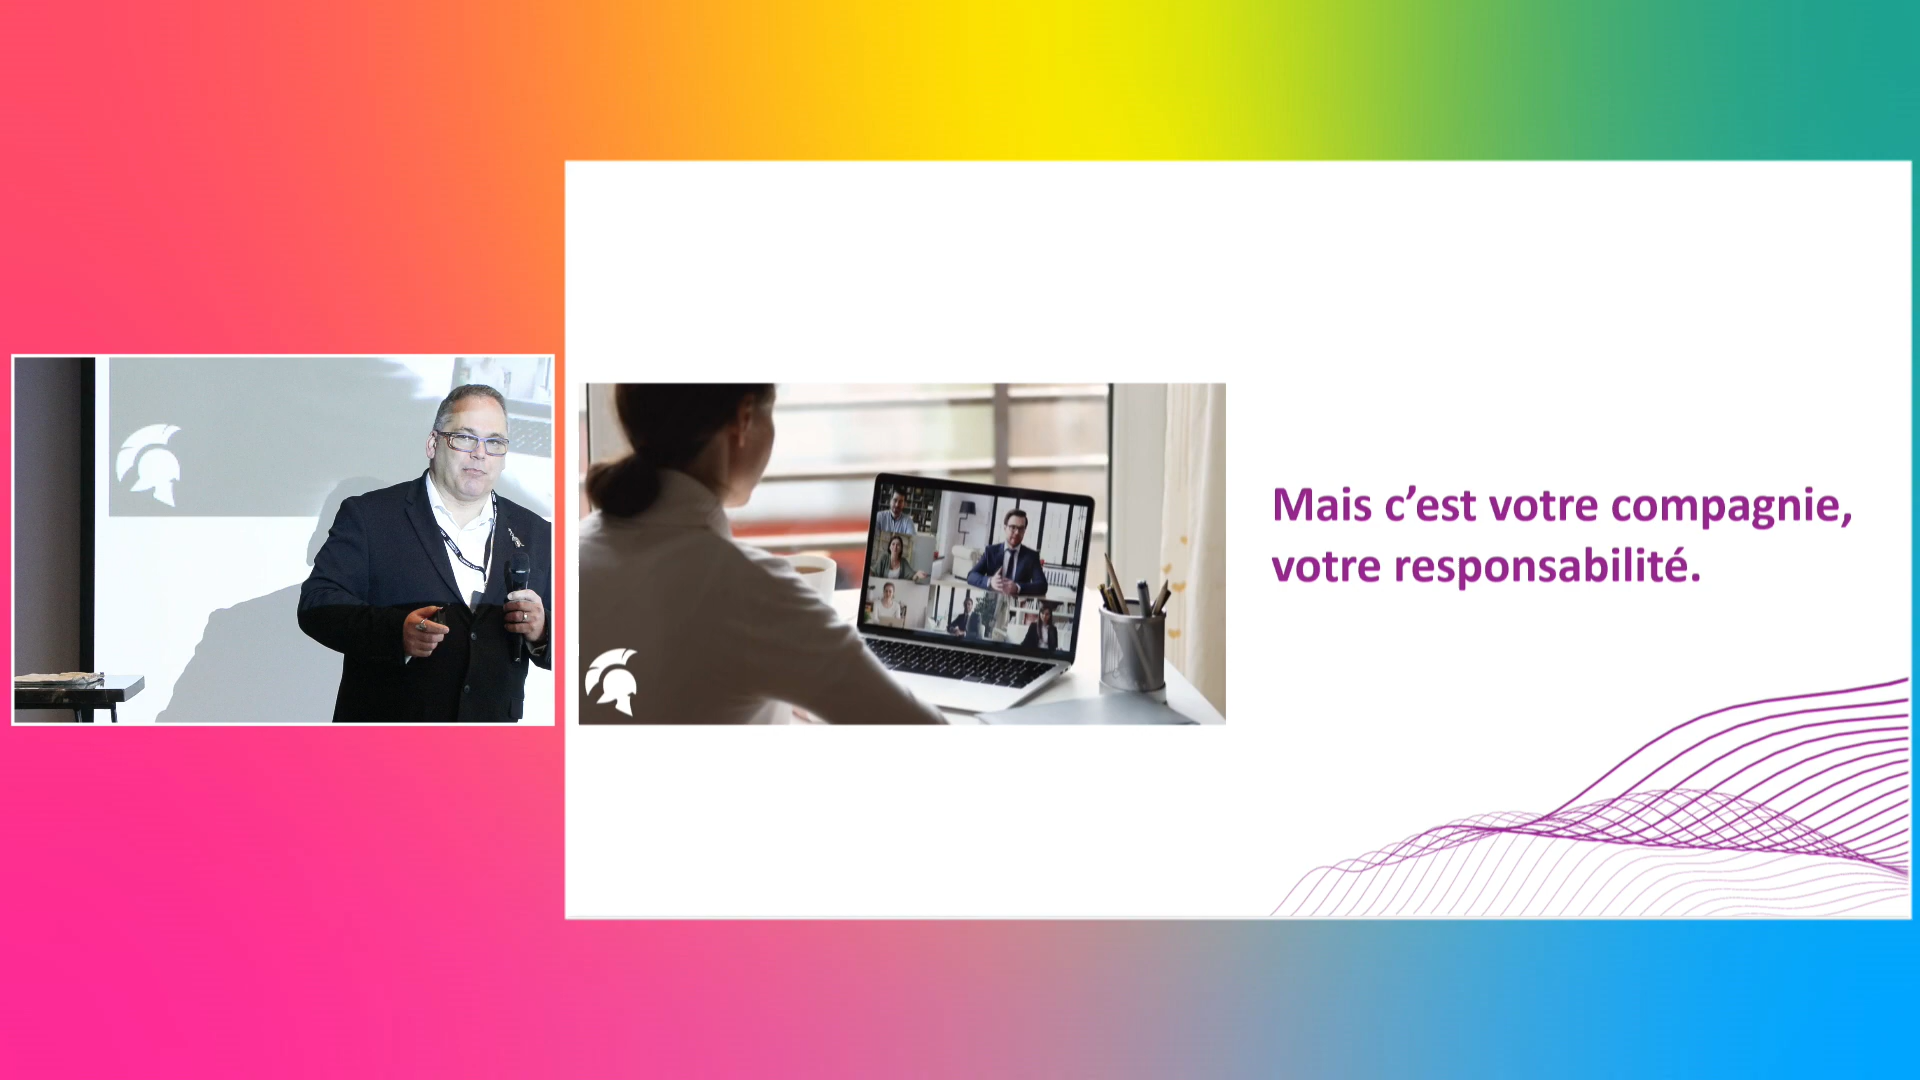 Mais c’est votre compagnie,
votre responsabilité.